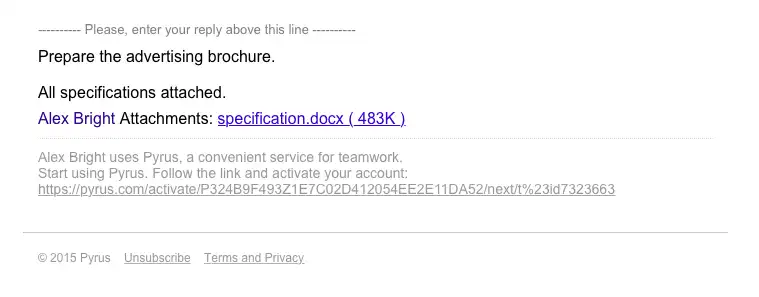 ---------- Please, enter your reply above this line ----------
Prepare the advertising brochure.
All specifications attached.
Alex Bright Attachments: specification.docx ( 483K )
Alex Bright uses Pyrus, a convenient service for teamwork.
Start using Pyrus. Follow the link and activate your account:
https://pyrus.com/activate/P324B9F493Z1E7C02D412054EE2E11DA52/next/t%23id7323663
© 2015 Pyrus Unsubscribe Terms and Privacy